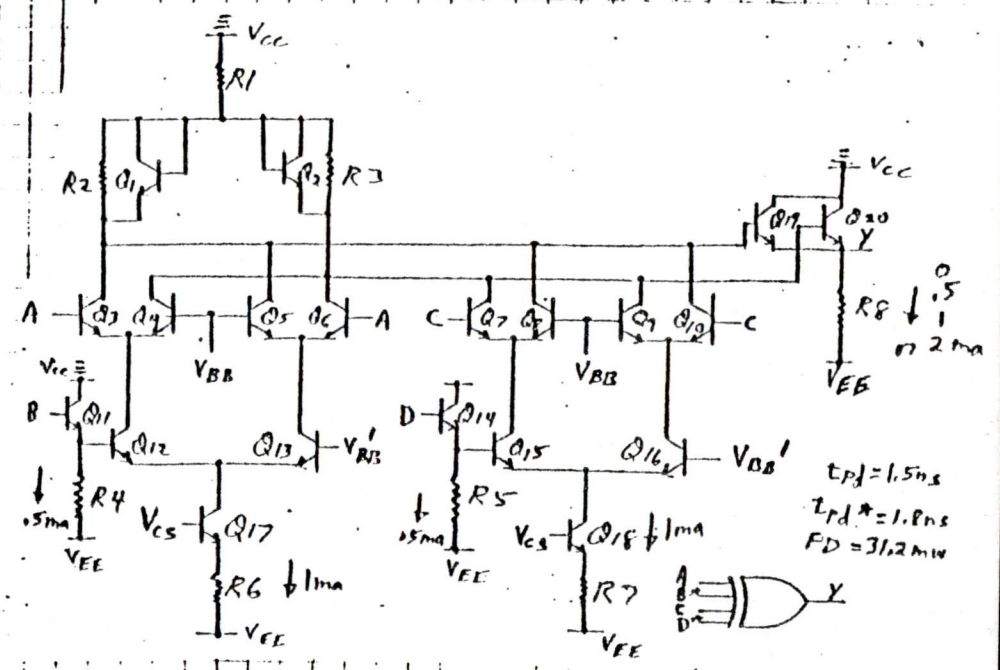 VCC
R1
R2
Q1
Q2
R3
VCC
Q19
Q20
Y
A
Q3
Q4
Q5
Q6
A
C
Q7
Q8
Q9
Q10
C
R8
0
.5
1
or 2 ma
VBB
VBB
VEE
VCC
B
Q11
Q12
Q13
VBB'
D
Q14
Q15
Q16
VBB'
R4
.5ma
VEE
VCS
Q17
R5
.5ma
VEE
VCS
Q18
1ma
tpd = 1.5ns
tpd* = 1.8ns
PD = 31.2mw
R6
1ma
VEE
R7
VEE
A
B
C
D
Y